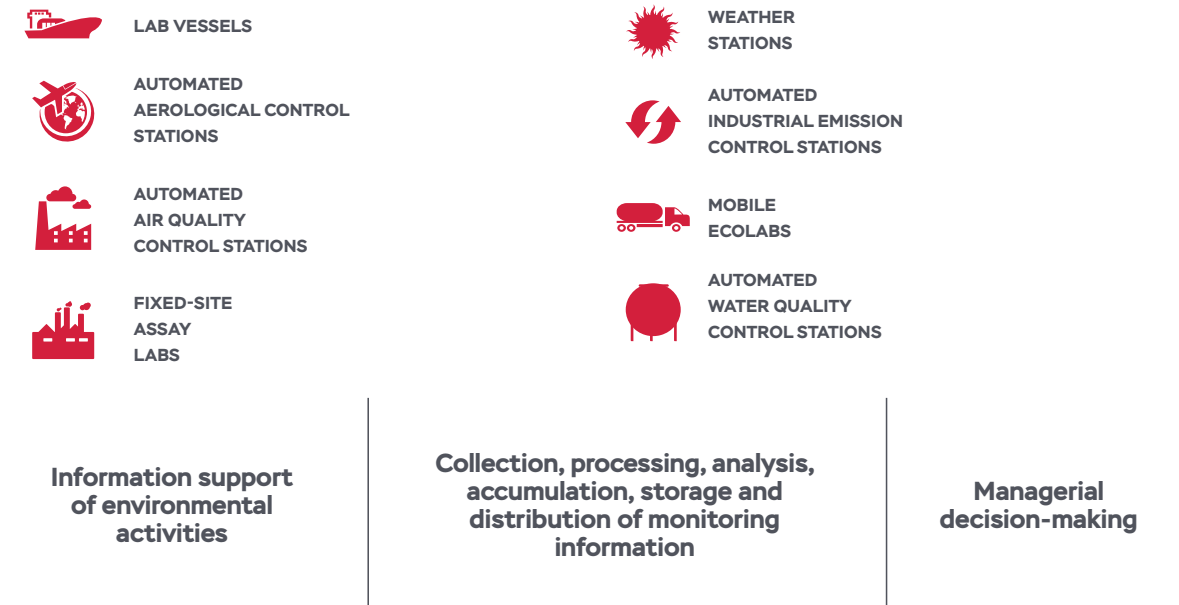 LAB VESSELS
AUTOMATED
AEROLOGICAL CONTROL
STATIONS
AUTOMATED
AIR QUALITY
CONTROL STATIONS
FIXED-SITE
ASSAY
LABS
WEATHER
STATIONS
AUTOMATED
INDUSTRIAL EMISSION
CONTROL STATIONS
MOBILE
ECOLABS
AUTOMATED
WATER QUALITY
CONTROL STATIONS
Information support
of environmental
activities
Collection, processing, analysis,
accumulation, storage and
distribution of monitoring
information
Managerial
decision-making